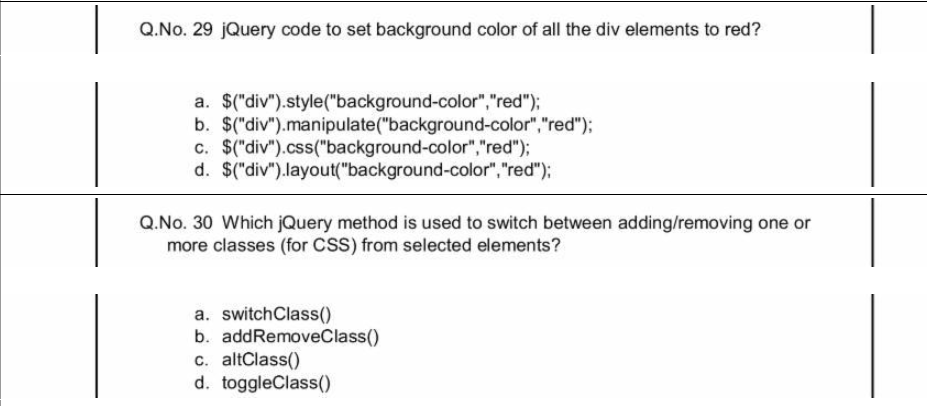 Q.No. 29 jQuery code to set background color of all the div elements to red?
a. $("div").style("background-color","red");
b. $("div").manipulate("background-color","red");
c. $("div").css("background-color","red");
d. $("div").layout("background-color","red");
Q.No. 30 Which jQuery method is used to switch between adding/removing one or
more classes (for CSS) from selected elements?
a. switchClass()
b. addRemoveClass()
c. altClass()
d. toggleClass()